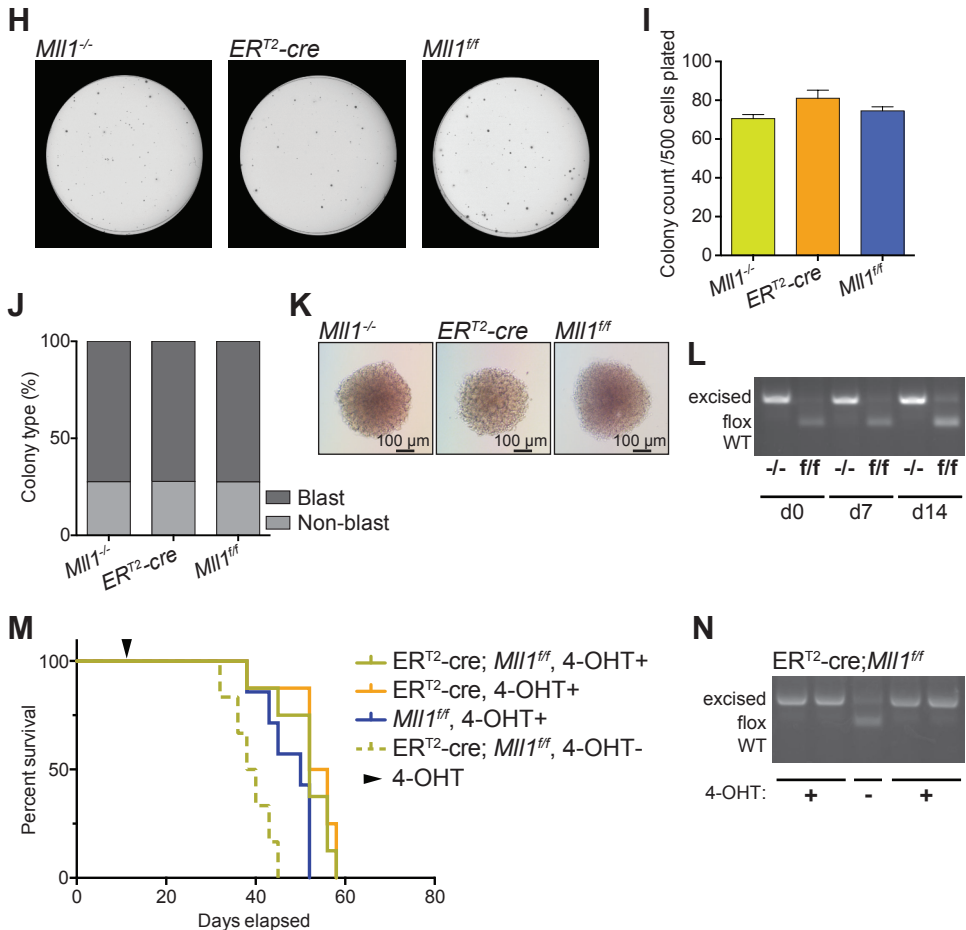 H
Mll1-/-
ERT2-cre
Mll1f/f
I
Colony count /500 cells plated
100
80
60
40
20
0
Mll1-/-
ERT2-cre
Mll1f/f
J
Colony type (%)
100
50
0
Mll1-/-
ERT2-cre
Mll1f/f
Blast
Non-blast
K
Mll1-/-
ERT2-cre
Mll1f/f
100 µm
100 µm
100 µm
L
excised
flox
WT
-/- f/f -/- f/f -/- f/f
d0 d7 d14
M
Percent survival
100
50
0
0 20 40 60 80
Days elapsed
ERT2-cre; Mll1f/f, 4-OHT+
ERT2-cre, 4-OHT+
Mll1f/f, 4-OHT+
ERT2-cre; Mll1f/f, 4-OHT-
4-OHT
N
ERT2-cre;Mll1f/f
excised
flox
WT
4-OHT: + - +